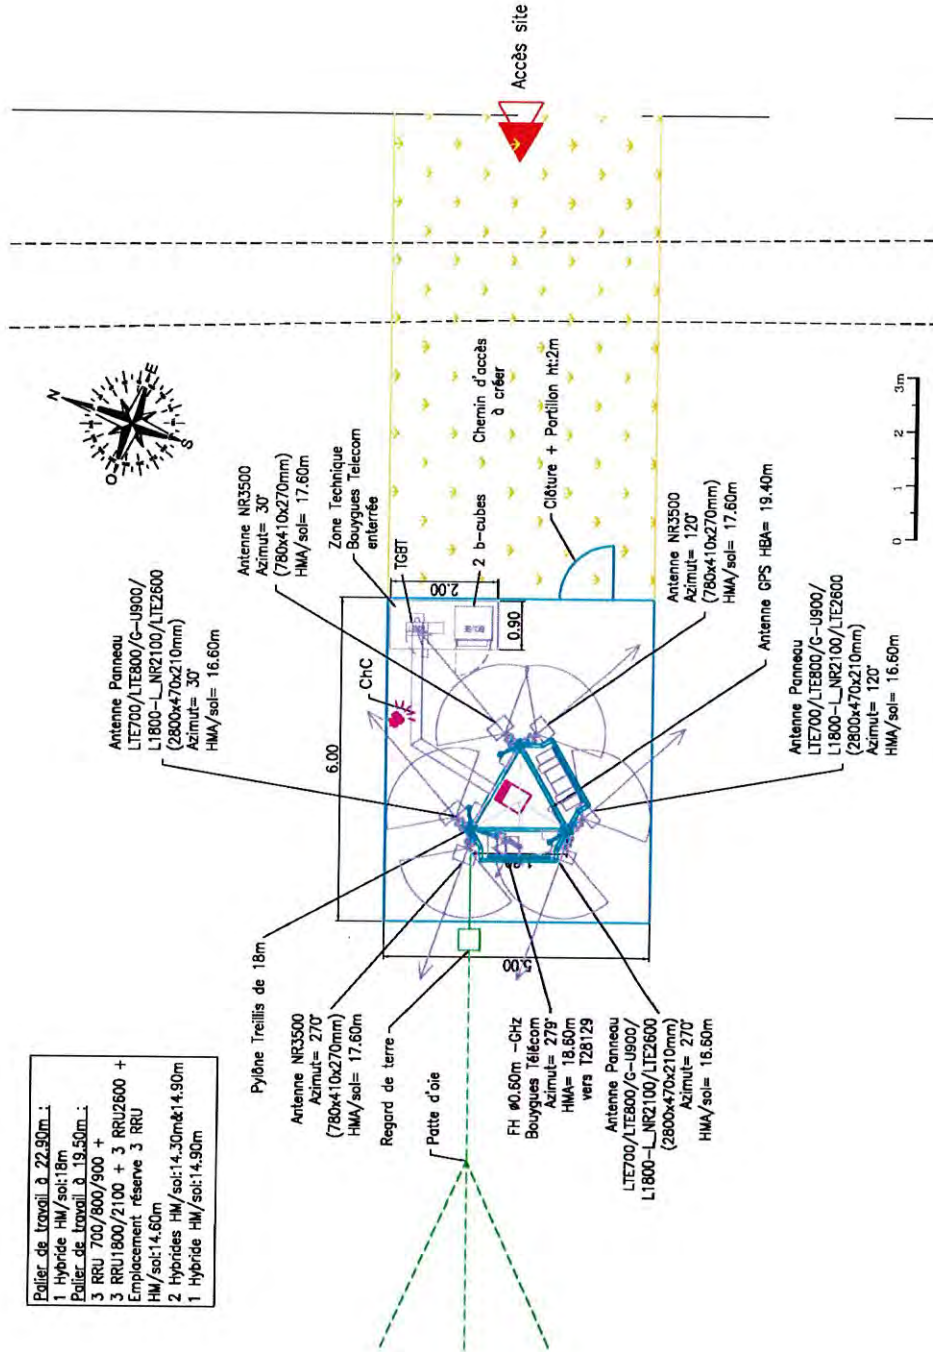 Palier de travail à 22.90m :
1 Hybride HM/sol:18m
Palier de travail à 19.50m :
3 RRU 700/800/900 +
3 RRU1800/2100 + 3 RRU2600 +
Emplacement réserve 3 RRU
HM/sol:14.60m
2 Hybrides HM/sol:14.30m&14.90m
1 Hybride HM/sol:14.90m
Antenne Panneau
LTE700/LTE800/G-U900/
L1800-L_NR2100/LTE2600
(2800x470x210mm)
Azimut= 30°
HMA/sol= 16.60m
N
E
S
O
Antenne NR3500
Azimut= 30°
(780x410x270mm)
HMA/sol= 17.60m
Zone Technique
Bouygues Telecom
enterrée
TGBT
ChC
2.00
2 b-cubes
0.90
6.00
Chemin d'accès
à créer
Clôture + Portillon ht:2m
Accès site
Pylône Treillis de 18m
Antenne NR3500
Azimut= 270°
(780x410x270mm)
HMA/sol= 17.60m
Regard de terre
Patte d'oie
5.00
FH ø0.60m -GHz
Bouygues Télécom
Azimut= 279°
HMA= 18.60m
vers T28129
Antenne Panneau
LTE700/LTE800/G-U900/
L1800-L_NR2100/LTE2600
(2800x470x210mm)
Azimut= 270°
HMA/sol= 16.60m
Antenne NR3500
Azimut= 120°
(780x410x270mm)
HMA/sol= 17.60m
Antenne GPS HBA= 19.40m
Antenne Panneau
LTE700/LTE800/G-U900/
L1800-L_NR2100/LTE2600
(2800x470x210mm)
Azimut= 120°
HMA/sol= 16.60m
0 1 2 3m